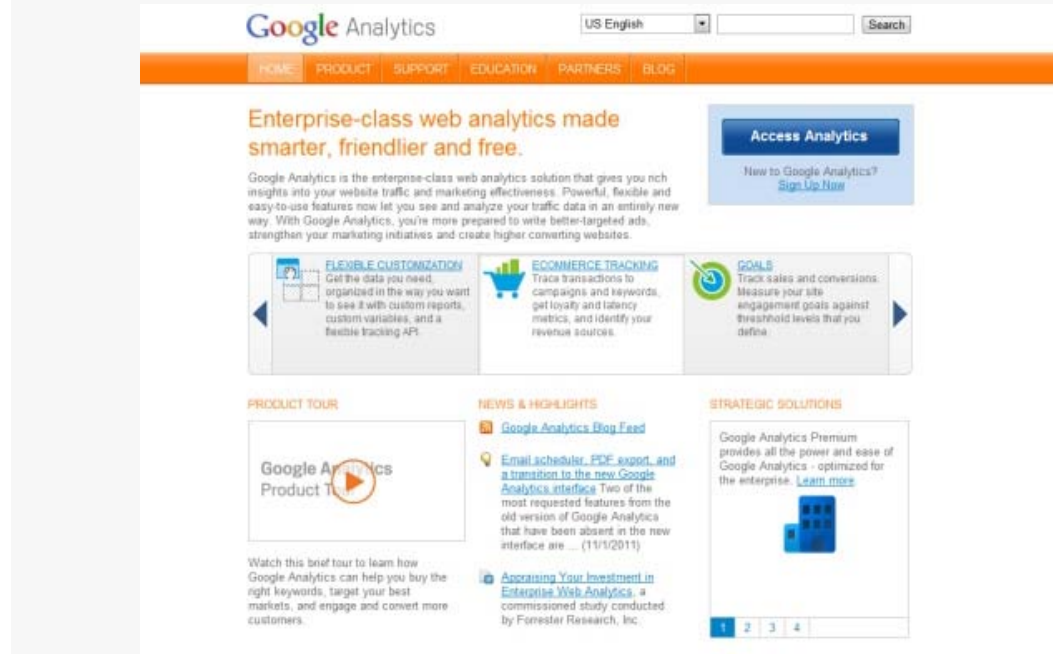 Google Analytics
US English
Search
HOME PRODUCT SUPPORT EDUCATION PARTNERS BLOG
Enterprise-class web analytics made
smarter, friendlier and free.
Google Analytics is the enterprise-class web analytics solution that gives you rich
insights into your website traffic and marketing effectiveness. Powerful, flexible and
easy-to-use features now let you see and analyze your traffic data in an entirely new
way. With Google Analytics, you're more prepared to write better-targeted ads,
strengthen your marketing initiatives and create higher converting websites.
Access Analytics
New to Google Analytics?
Sign Up Now
FLEXIBLE CUSTOMIZATION
Get the data you need,
organized in the way you want
to see it with custom reports,
custom variables, and a
flexible tracking API.
ECOMMERCE TRACKING
Trace transactions to
campaigns and keywords,
get loyalty and latency
metrics, and identify your
revenue sources.
GOALS
Track sales and conversions.
Measure your site
engagement goals against
threshhold levels that you
define.
PRODUCT TOUR
Google Analytics
Product Tour
Watch this brief tour to learn how
Google Analytics can help you buy the
right keywords, target your best
markets, and engage and convert more
customers.
NEWS & HIGHLIGHTS
Google Analytics Blog Feed
Email scheduler, PDF export, and
a transition to the new Google
Analytics interface Two of the
most requested features from the
old version of Google Analytics
that have been absent in the new
interface are ... (11/1/2011)
Appraising Your Investment in
Enterprise Web Analytics, a
commissioned study conducted
by Forrester Research, Inc.
STRATEGIC SOLUTIONS
Google Analytics Premium
provides all the power and ease of
Google Analytics - optimized for
the enterprise. Learn more.
1 2 3 4